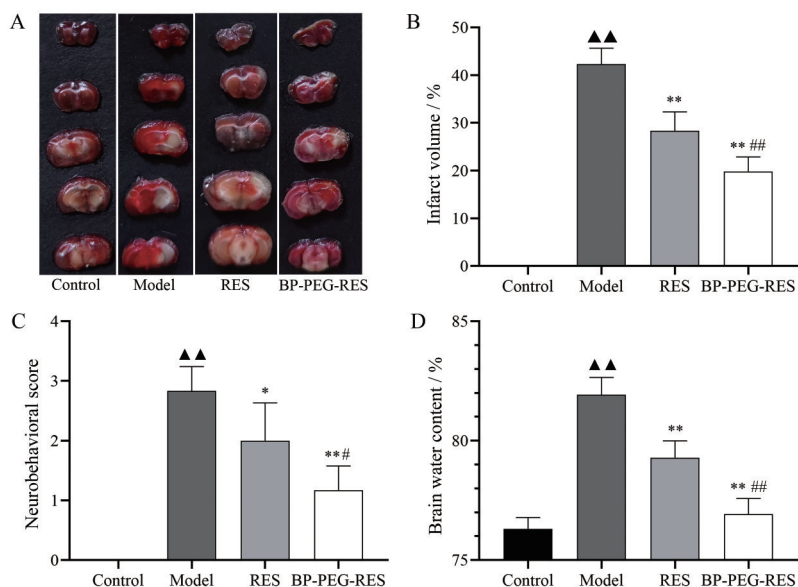 A
Control Model RES BP-PEG-RES
B
Infarct volume / %
50
40
30
20
10
0
▲▲
**
** ##
Control Model RES BP-PEG-RES
C
Neurobehavioral score
4
3
2
1
0
▲▲
*
**#
Control Model RES BP-PEG-RES
D
Brain water content / %
85
80
75
▲▲
**
** ##
Control Model RES BP-PEG-RES